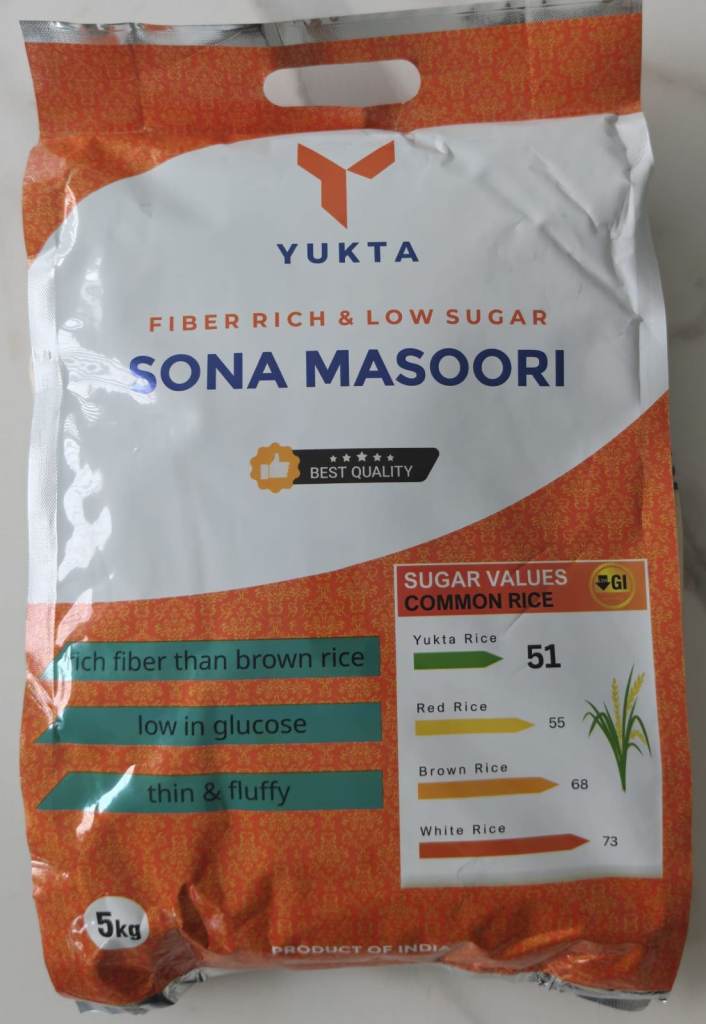 YUKTA
FIBER RICH & LOW SUGAR
SONA MASOORI
BEST QUALITY
rich fiber than brown rice
low in glucose
thin & fluffy
SUGAR VALUES
COMMON RICE
GI
Yukta Rice
51
Red Rice
55
Brown Rice
68
White Rice
73
5kg
PRODUCT OF INDIA